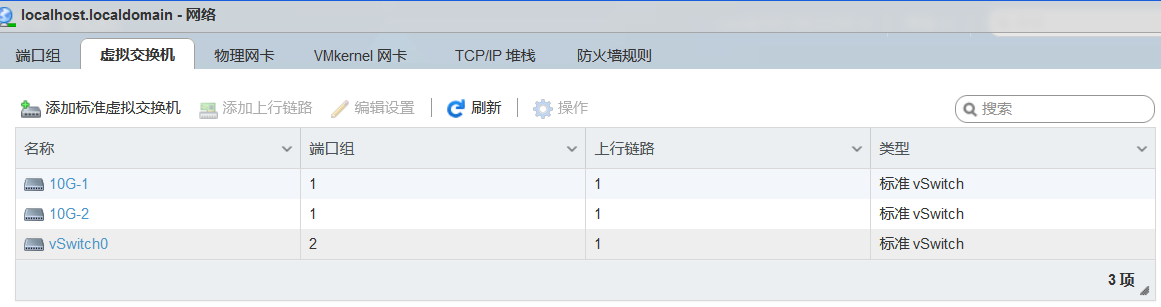 localhost.localdomain - 网络
端口组 虚拟交换机 物理网卡 VMkernel 网卡 TCP/IP 堆栈 防火墙规则
添加标准虚拟交换机 添加上行链路 编辑设置 刷新 操作 搜索
名称 端口组 上行链路 类型
10G-1 1 1 标准 vSwitch
10G-2 1 1 标准 vSwitch
vSwitch0 2 1 标准 vSwitch
3 项